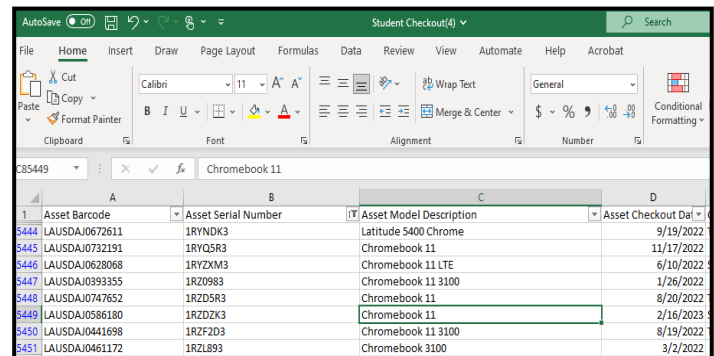 AutoSave Off Student Checkout(4) Search
File Home Insert Draw Page Layout Formulas Data Review View Automate Help Acrobat
Cut
Copy
Format Painter
Paste
Calibri 11 A^ Aˇ
B I U A
Wrap Text
Merge & Center
General
$ % 9
Conditional
Formatting
Clipboard Font Alignment Number
C85449 fx Chromebook 11
A B C D
1 Asset Barcode Asset Serial Number Asset Model Description Asset Checkout Dat
5444 LAUSDAJ0672611 1RYNDK3 Latitude 5400 Chrome 9/19/2022
5445 LAUSDAJ0732191 1RYQ5R3 Chromebook 11 11/17/2022
5446 LAUSDAJ0628068 1RYZXM3 Chromebook 11 LTE 6/10/2022
5447 LAUSDAJ0393355 1RZ0983 Chromebook 11 3100 1/26/2022
5448 LAUSDAJ0747652 1RZD5R3 Chromebook 11 8/20/2022
5449 LAUSDAJ0586180 1RZDZK3 Chromebook 11 2/16/2023
5450 LAUSDAJ0441698 1RZF2D3 Chromebook 11 3100 8/19/2022
5451 LAUSDAJ0461172 1RZL893 Chromebook 3100 3/2/2022